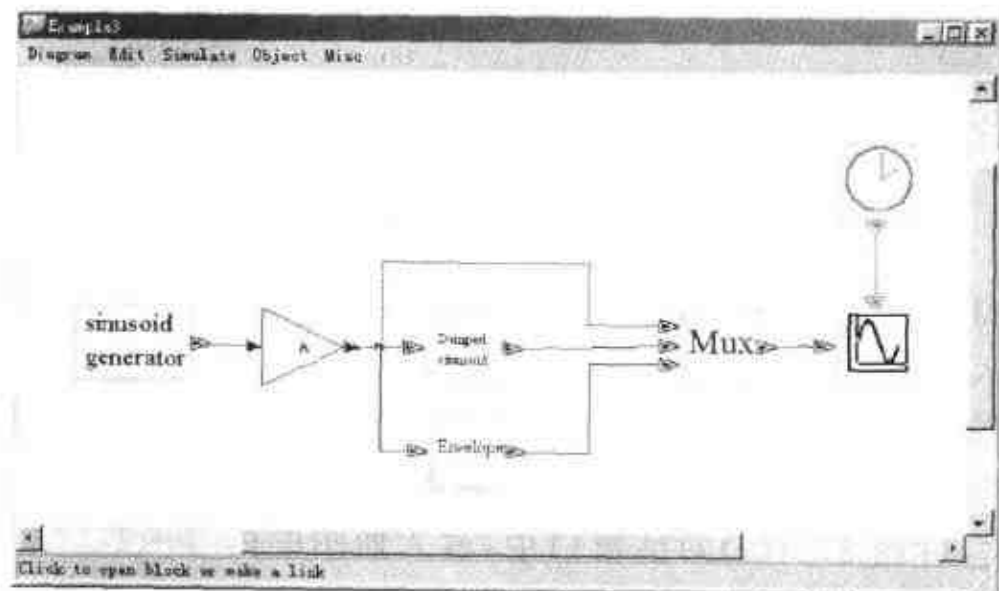 Example3
Diagram Edit Simulate Object Misc
sinusoid
generator
A
Damped
sinusoid
Mux
Envelope
Click to open block or make a link